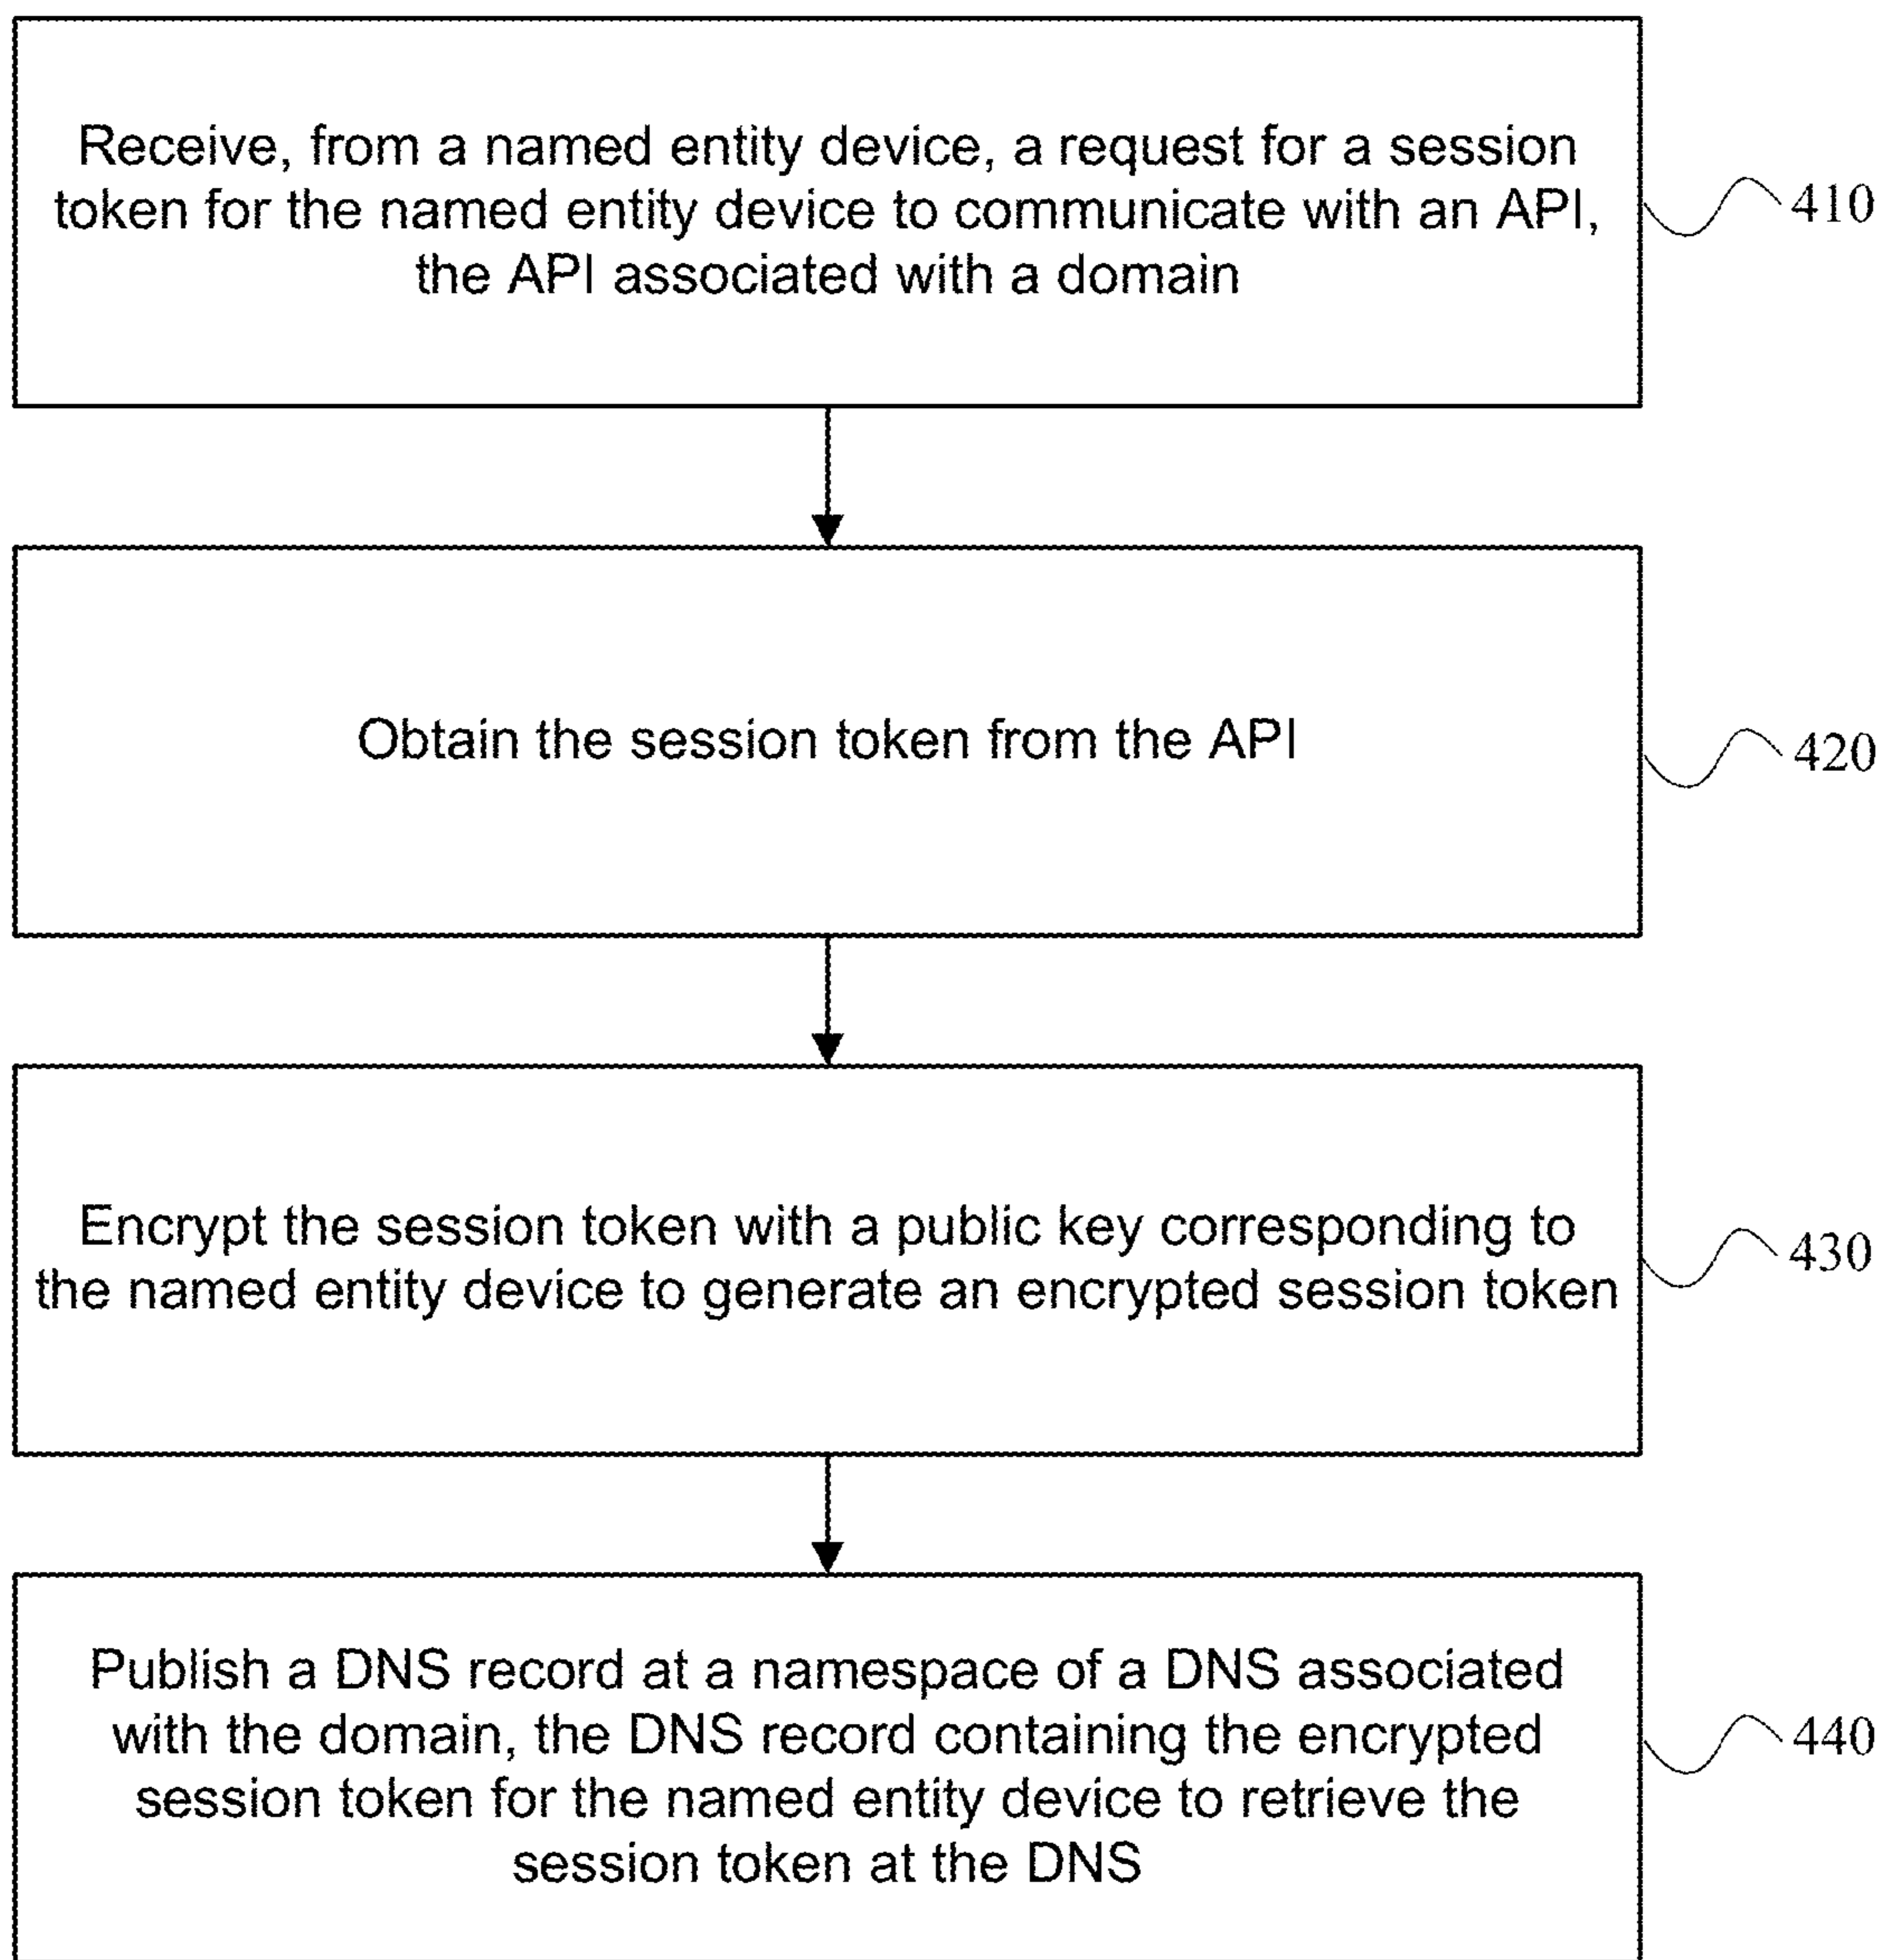 Receive, from a named entity device, a request for a session
token for the named entity device to communicate with an API,
the API associated with a domain
410
Obtain the session token from the API
420
Encrypt the session token with a public key corresponding to
the named entity device to generate an encrypted session token
430
Publish a DNS record at a namespace of a DNS associated
with the domain, the DNS record containing the encrypted
session token for the named entity device to retrieve the
session token at the DNS
440